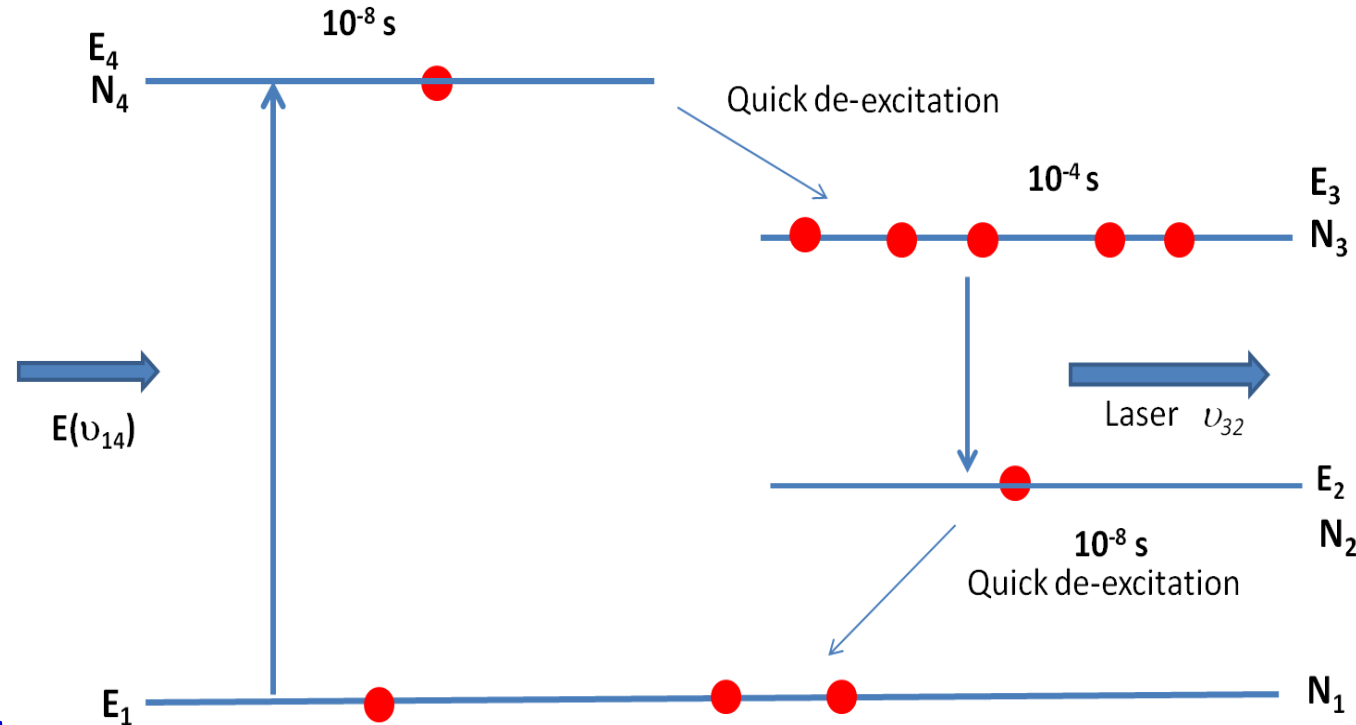 10⁻⁸ s
E₄
N₄
Quick de-excitation
10⁻⁴ s
E₃
N₃
E(υ₁₄)
Laser υ₃₂
E₂
N₂
10⁻⁸ s
Quick de-excitation
E₁
N₁